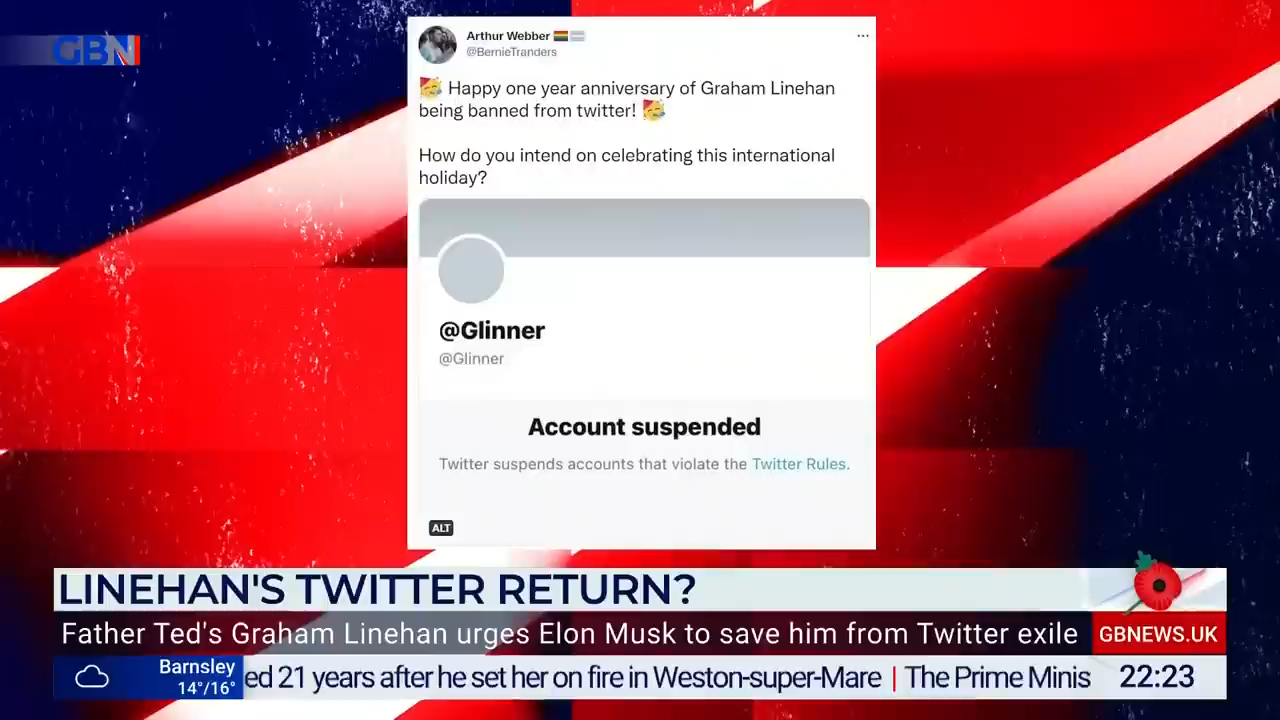 GBN
Arthur Webber
@BernieTranders
Happy one year anniversary of Graham Linehan
being banned from twitter!
How do you intend on celebrating this international
holiday?
@Glinner
@Glinner
Account suspended
Twitter suspends accounts that violate the Twitter Rules.
ALT
LINEHAN'S TWITTER RETURN?
Father Ted's Graham Linehan urges Elon Musk to save him from Twitter exile
GBNEWS.UK
Barnsley
14°/16°
ed 21 years after he set her on fire in Weston-super-Mare | The Prime Minis
22:23